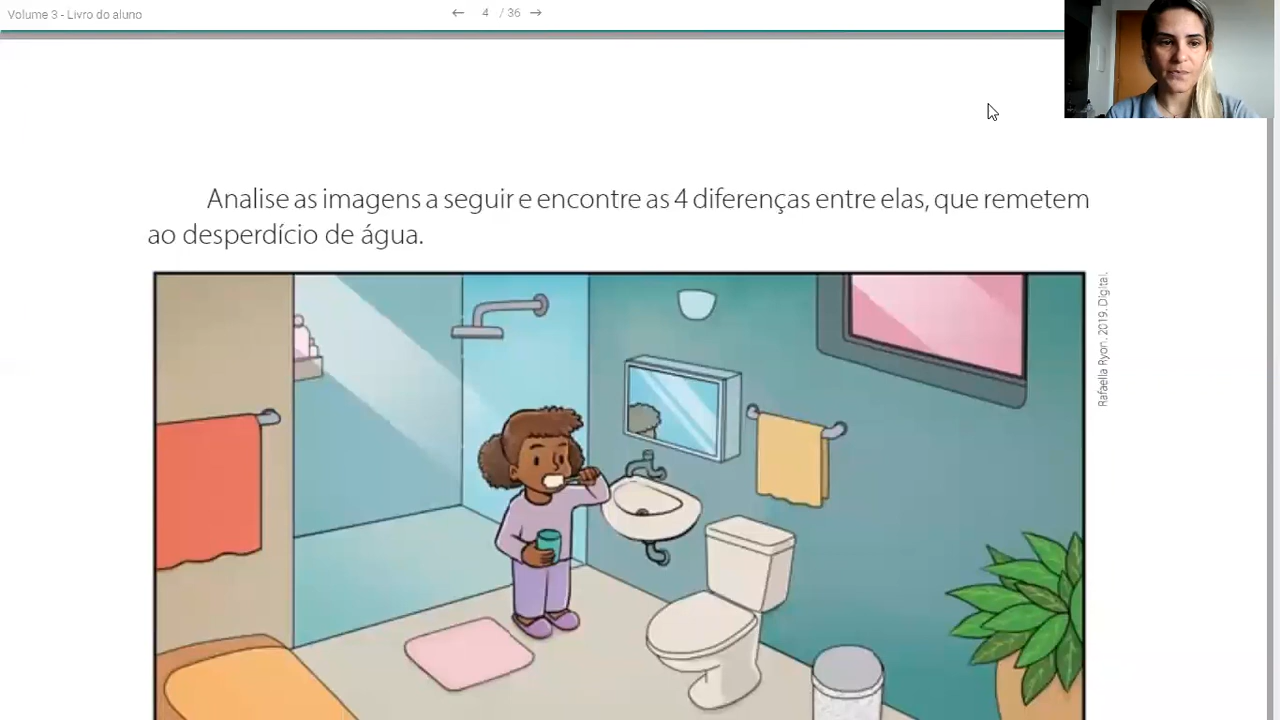 Volume 3 - Livro do aluno
← 4 / 36 →
Analise as imagens a seguir e encontre as 4 diferenças entre elas, que remetem
ao desperdício de água.
Rafaella Ryon. 2019. Digital.